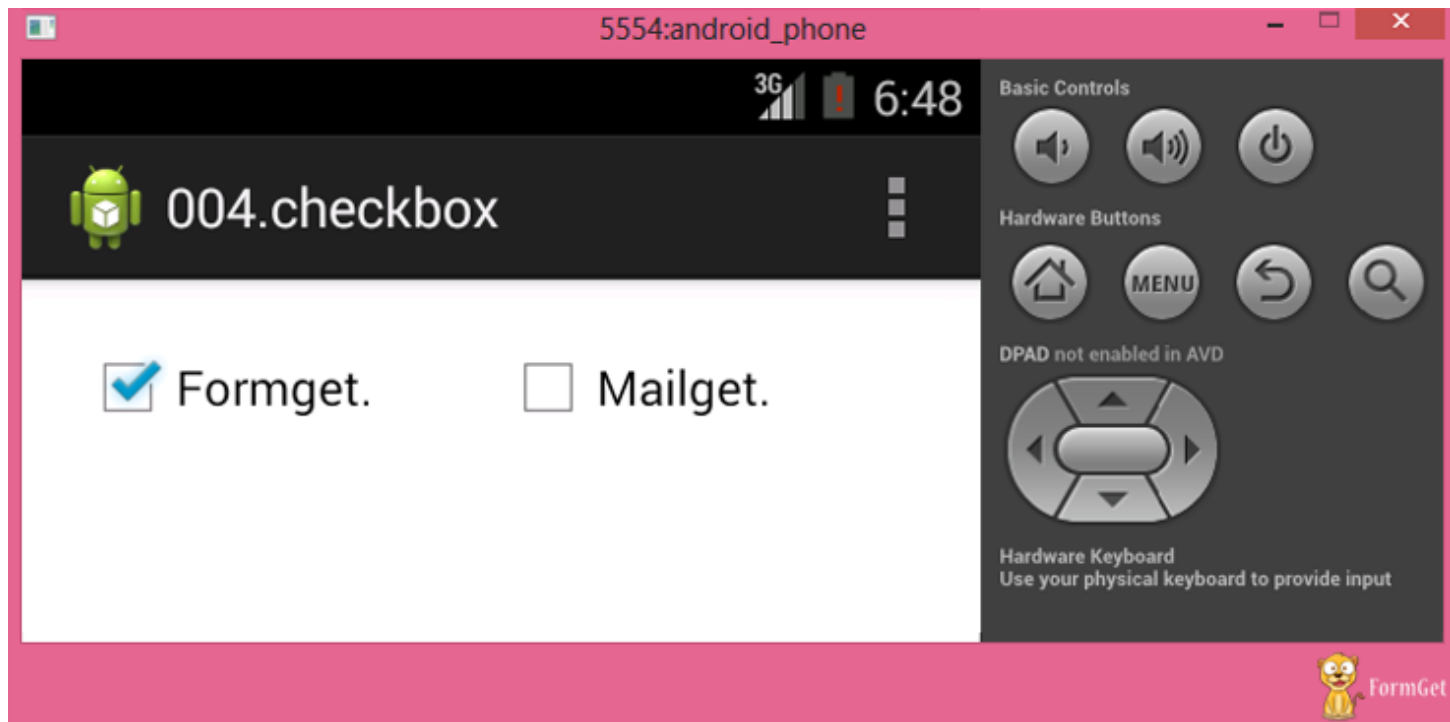 5554:android_phone
3G 6:48
004.checkbox
Formget. Mailget.
Basic Controls
Hardware Buttons
MENU
DPAD not enabled in AVD
Hardware Keyboard
Use your physical keyboard to provide input
FormGet